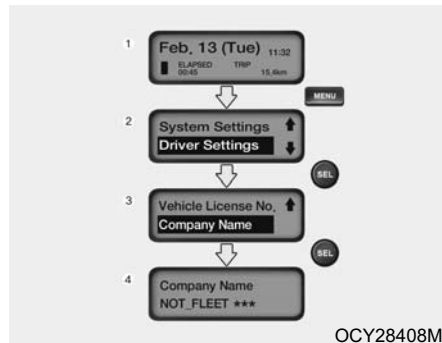 1
Feb, 13 (Tue) 11:32
ELAPSED TRIP
00:45 15,4km
MENU
2
System Settings
Driver Settings
SEL
3
Vehicle License No,
Company Name
SEL
4
Company Name
NOT_FLEET ***
OCY28408M